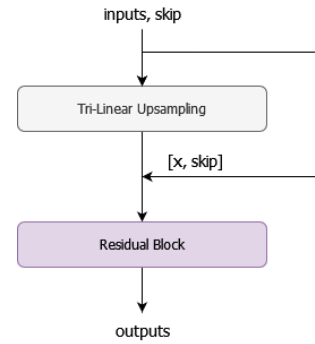 inputs, skip
Tri-Linear Upsampling
[x, skip]
Residual Block
outputs